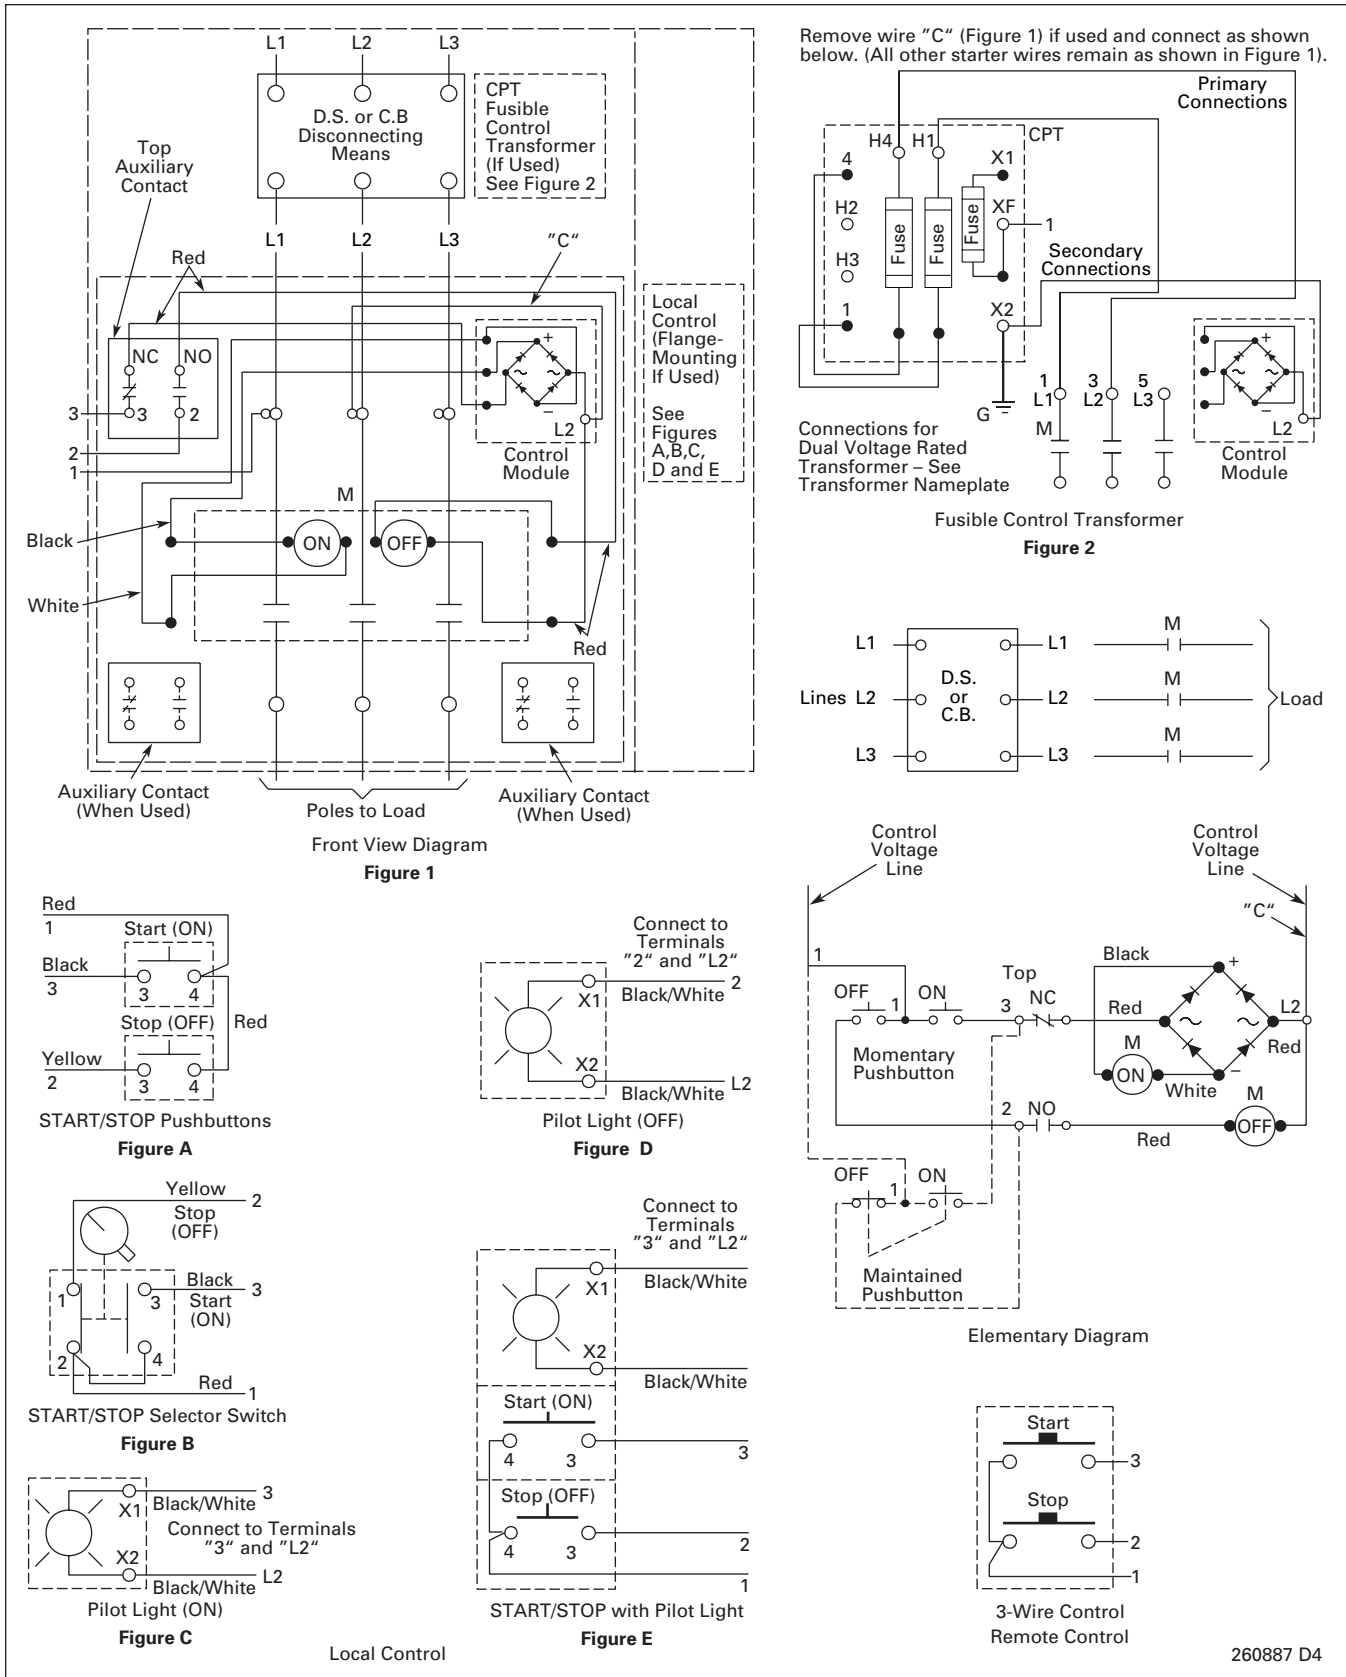 L1
L2
L3
D.S. or C.B
Disconnecting
Means
CPT
Fusible
Control
Transformer
(If Used)
See Figure 2
Top
Auxiliary
Contact
L1
L2
L3
"C"
Red
NC
NO
3
3
2
2
1
+
−
L2
Control
Module
Local
Control
(Flange-
Mounting
If Used)
See
Figures
A,B,C,
D and E
M
Black
ON
OFF
White
Red
Auxiliary Contact
(When Used)
Poles to Load
Auxiliary Contact
(When Used)
Front View Diagram
Figure 1
Remove wire "C" (Figure 1) if used and connect as shown
below. (All other starter wires remain as shown in Figure 1).
Primary
Connections
CPT
H4
H1
4
X1
H2
Fuse
Fuse
Fuse
XF
1
H3
Secondary
Connections
1
X2
G
1
L1
3
L2
5
L3
M
+
−
L2
Control
Module
Connections for
Dual Voltage Rated
Transformer – See
Transformer Nameplate
Fusible Control Transformer
Figure 2
L1
L1
M
D.S.
or
C.B.
Lines L2
L2
M
Load
L3
L3
M
Red
1
Start (ON)
Black
3
3
4
Stop (OFF)
Red
Yellow
2
3
4
START/STOP Pushbuttons
Figure A
Yellow
2
Stop
(OFF)
Black
3
1
3
Start
(ON)
2
4
Red
1
START/STOP Selector Switch
Figure B
X1
3
Black/White
Connect to Terminals
"3" and "L2"
X2
L2
Black/White
Pilot Light (ON)
Figure C
Connect to
Terminals
"2" and "L2"
X1
2
Black/White
X2
L2
Black/White
Pilot Light (OFF)
Figure D
Connect to
Terminals
"3" and "L2"
X1
Black/White
X2
Black/White
Start (ON)
4
3
3
Stop (OFF)
4
3
2
1
START/STOP with Pilot Light
Figure E
Local Control
Control
Voltage
Line
Control
Voltage
Line
"C"
1
Black
+
OFF
1
ON
Top
3
NC
Red
L2
Momentary
Pushbutton
M
ON
White
−
Red
2
NO
M
OFF
Red
OFF
1
ON
Maintained
Pushbutton
Elementary Diagram
Start
3
Stop
2
1
3-Wire Control
Remote Control
260887 D4